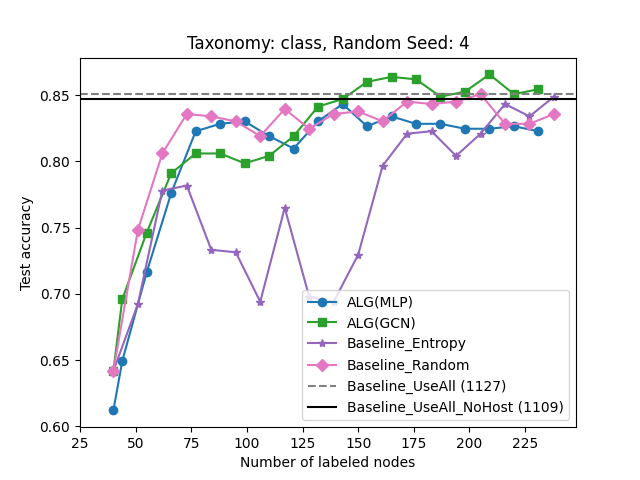 Taxonomy: class, Random Seed: 4
Test accuracy
0.85
0.80
0.75
0.70
0.65
0.60
ALG(MLP)
ALG(GCN)
Baseline_Entropy
Baseline_Random
Baseline_UseAll (1127)
Baseline_UseAll_NoHost (1109)
25 50 75 100 125 150 175 200 225
Number of labeled nodes